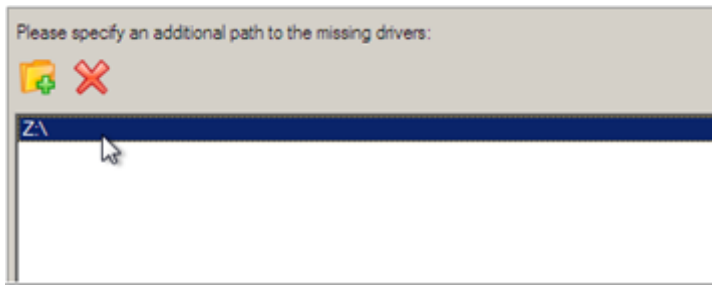 Please specify an additional path to the missing drivers:
Z:\